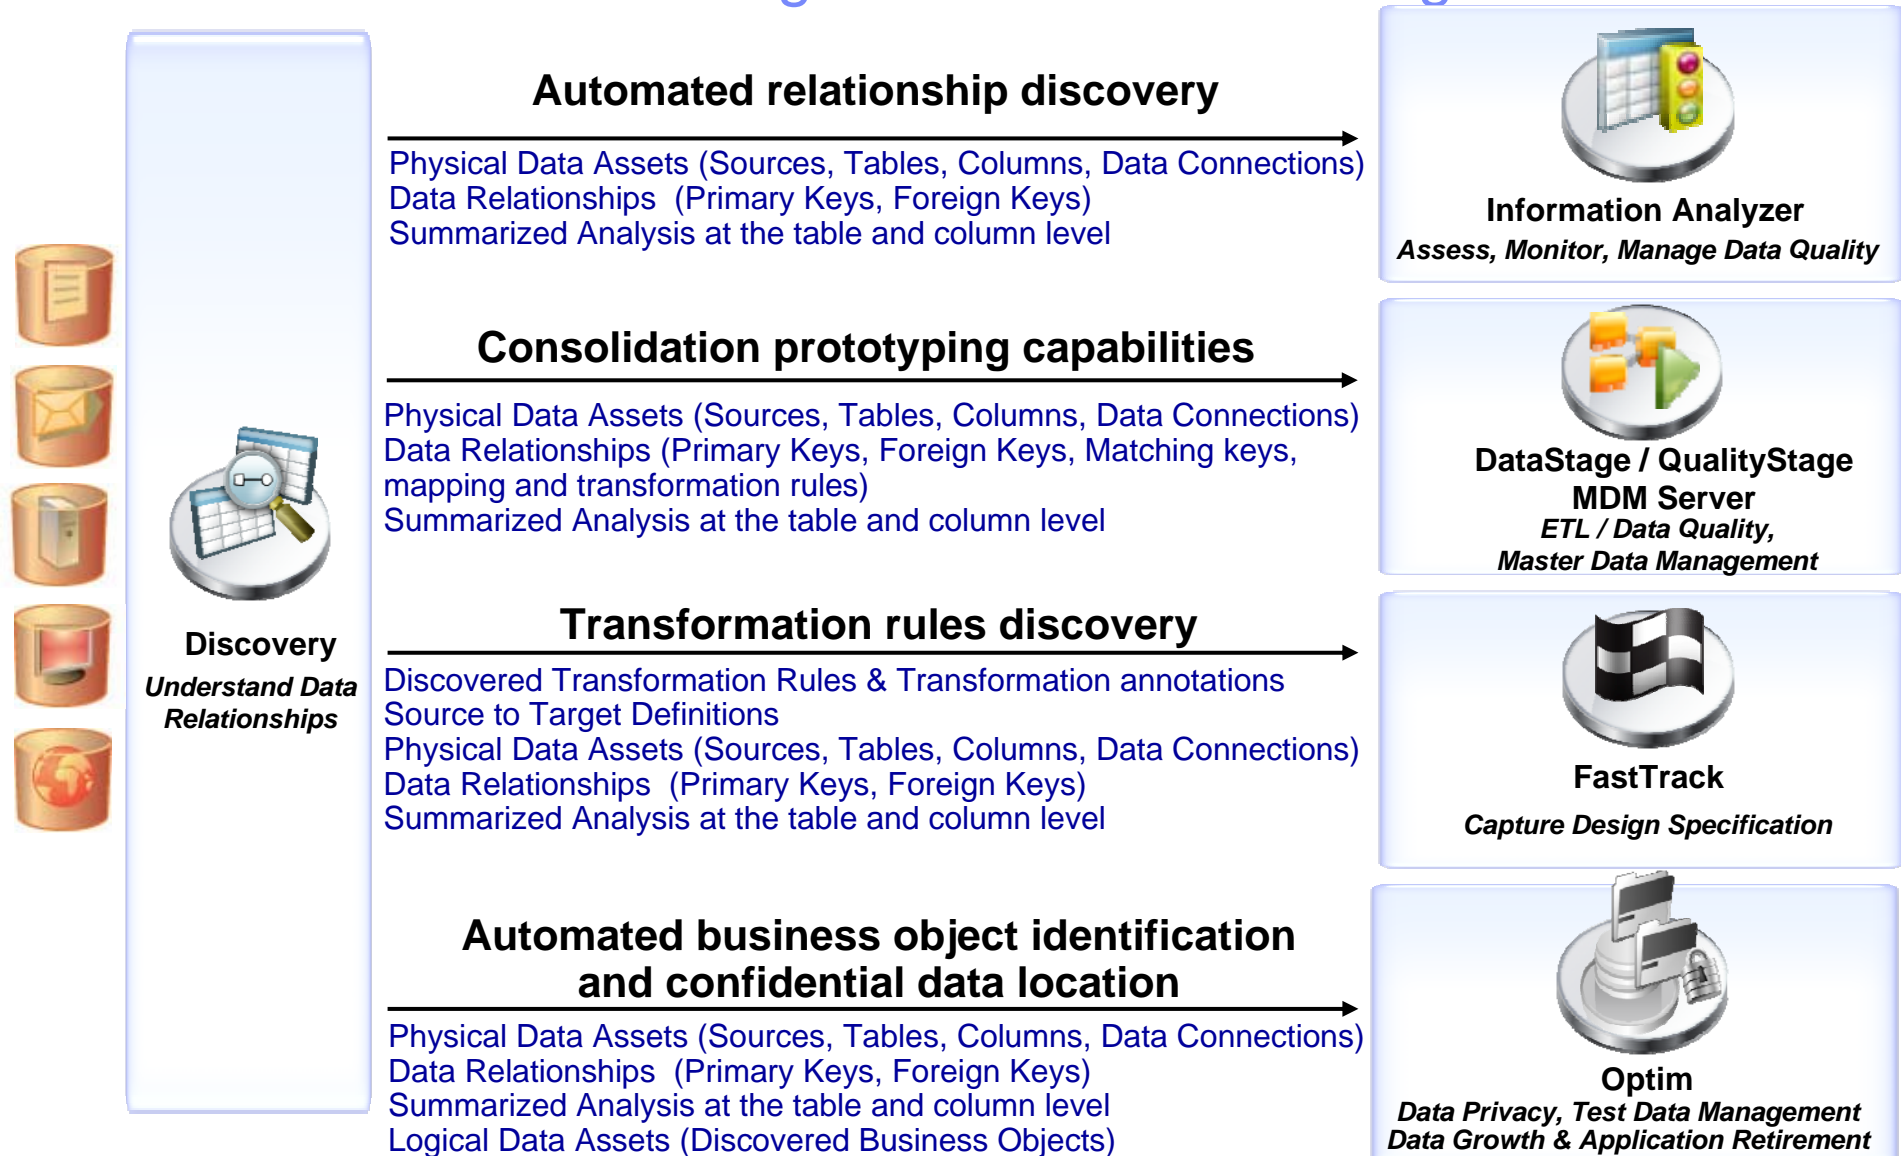 Discovery
Understand Data
Relationships
Automated relationship discovery
Physical Data Assets (Sources, Tables, Columns, Data Connections)
Data Relationships  (Primary Keys, Foreign Keys)
Summarized Analysis at the table and column level
Information Analyzer
Assess, Monitor, Manage Data Quality
Consolidation prototyping capabilities
Physical Data Assets (Sources, Tables, Columns, Data Connections)
Data Relationships (Primary Keys, Foreign Keys, Matching keys,
mapping and transformation rules)
Summarized Analysis at the table and column level
DataStage / QualityStage
MDM Server
ETL / Data Quality,
Master Data Management
Transformation rules discovery
Discovered Transformation Rules & Transformation annotations
Source to Target Definitions
Physical Data Assets (Sources, Tables, Columns, Data Connections)
Data Relationships  (Primary Keys, Foreign Keys)
Summarized Analysis at the table and column level
FastTrack
Capture Design Specification
Automated business object identification
and confidential data location
Physical Data Assets (Sources, Tables, Columns, Data Connections)
Data Relationships  (Primary Keys, Foreign Keys)
Summarized Analysis at the table and column level
Logical Data Assets (Discovered Business Objects)
Optim
Data Privacy, Test Data Management
Data Growth & Application Retirement